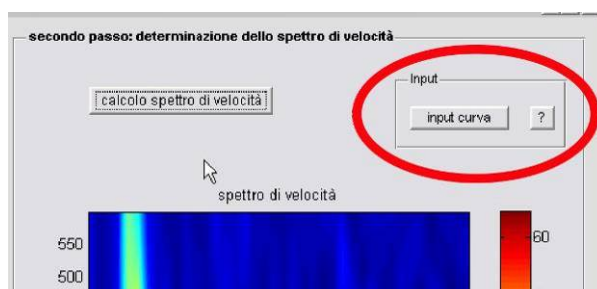 secondo passo: determinazione dello spettro di velocità
Input
calcolo spettro di velocità
input curva
?
spettro di velocità
550
60
500